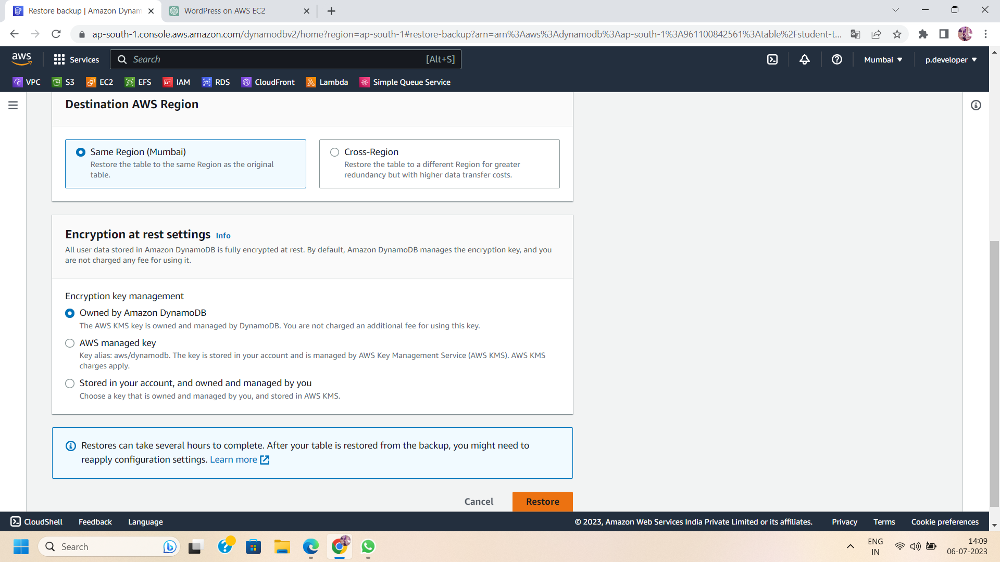 Restore backup | Amazon Dynam
WordPress on AWS EC2
ap-south-1.console.aws.amazon.com/dynamodbv2/home?region=ap-south-1#restore-backup?arn=arn%3Aaws%3Adynamodb%3Aap-south-1%3A961100842561%3Atable%2Fstudent-t...
aws
Services
Search
[Alt+S]
Mumbai
p.developer
VPC
S3
EC2
EFS
IAM
RDS
CloudFront
Lambda
Simple Queue Service
Destination AWS Region
Same Region (Mumbai)
Restore the table to the same Region as the original
table.
Cross-Region
Restore the table to a different Region for greater
redundancy but with higher data transfer costs.
Encryption at rest settings Info
All user data stored in Amazon DynamoDB is fully encrypted at rest. By default, Amazon DynamoDB manages the encryption key, and you
are not charged any fee for using it.
Encryption key management
Owned by Amazon DynamoDB
The AWS KMS key is owned and managed by DynamoDB. You are not charged an additional fee for using this key.
AWS managed key
Key alias: aws/dynamodb. The key is stored in your account and is managed by AWS Key Management Service (AWS KMS). AWS KMS
charges apply.
Stored in your account, and owned and managed by you
Choose a key that is owned and managed by you, and stored in AWS KMS.
Restores can take several hours to complete. After your table is restored from the backup, you might need to
reapply configuration settings. Learn more
Cancel
Restore
CloudShell
Feedback
Language
© 2023, Amazon Web Services India Private Limited or its affiliates.
Privacy
Terms
Cookie preferences
Search
ENG
IN
14:09
06-07-2023